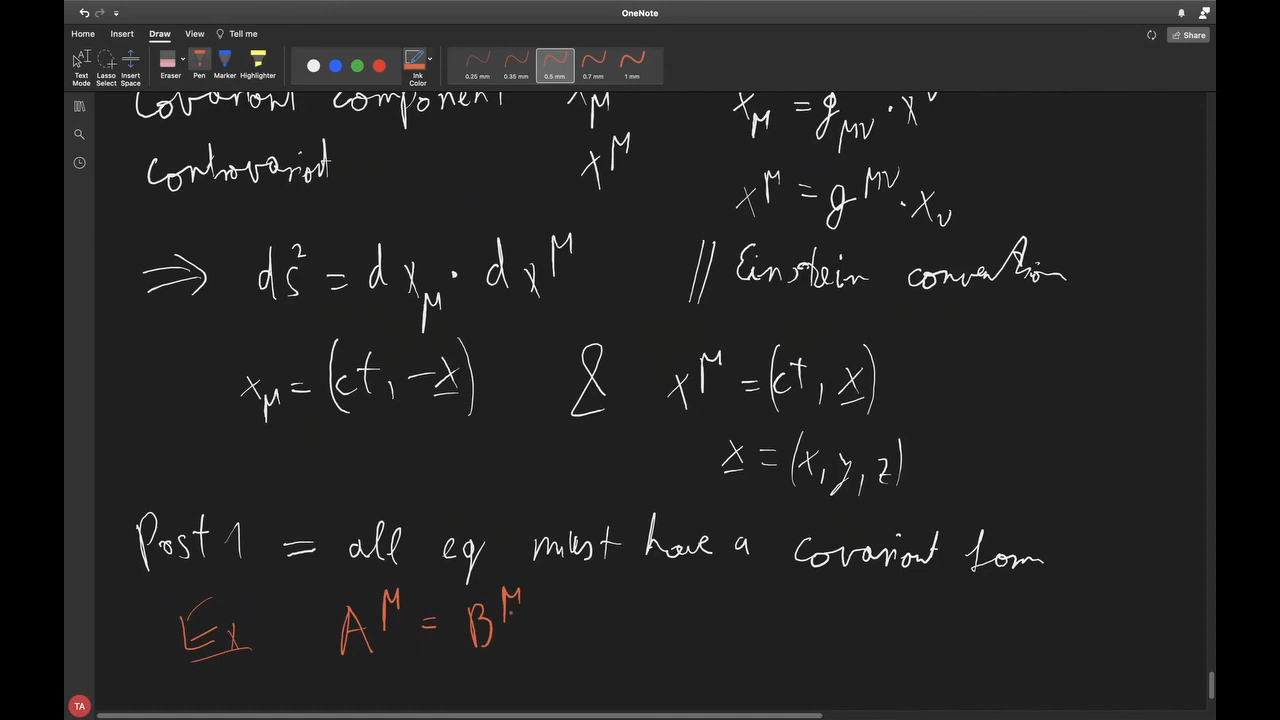 OneNote
Home Insert Draw View Tell me
Share
Text Mode Lasso Select Insert Space Eraser Pen Marker Highlighter Ink Color 0.25 mm 0.35 mm 0.5 mm 0.7 mm 1 mm
Covariant component x_μ x_μ = g_μν · x^ν
controvariant x^μ
x^μ = g^μν · x_ν
⇒ ds² = dx_μ · dx^μ // Einstein convention
x_μ = (ct, -x) & x^μ = (ct, x)
x = (x, y, z)
Post 1 = all eq must have a covariant form
Ex A^μ = B^μ
TA